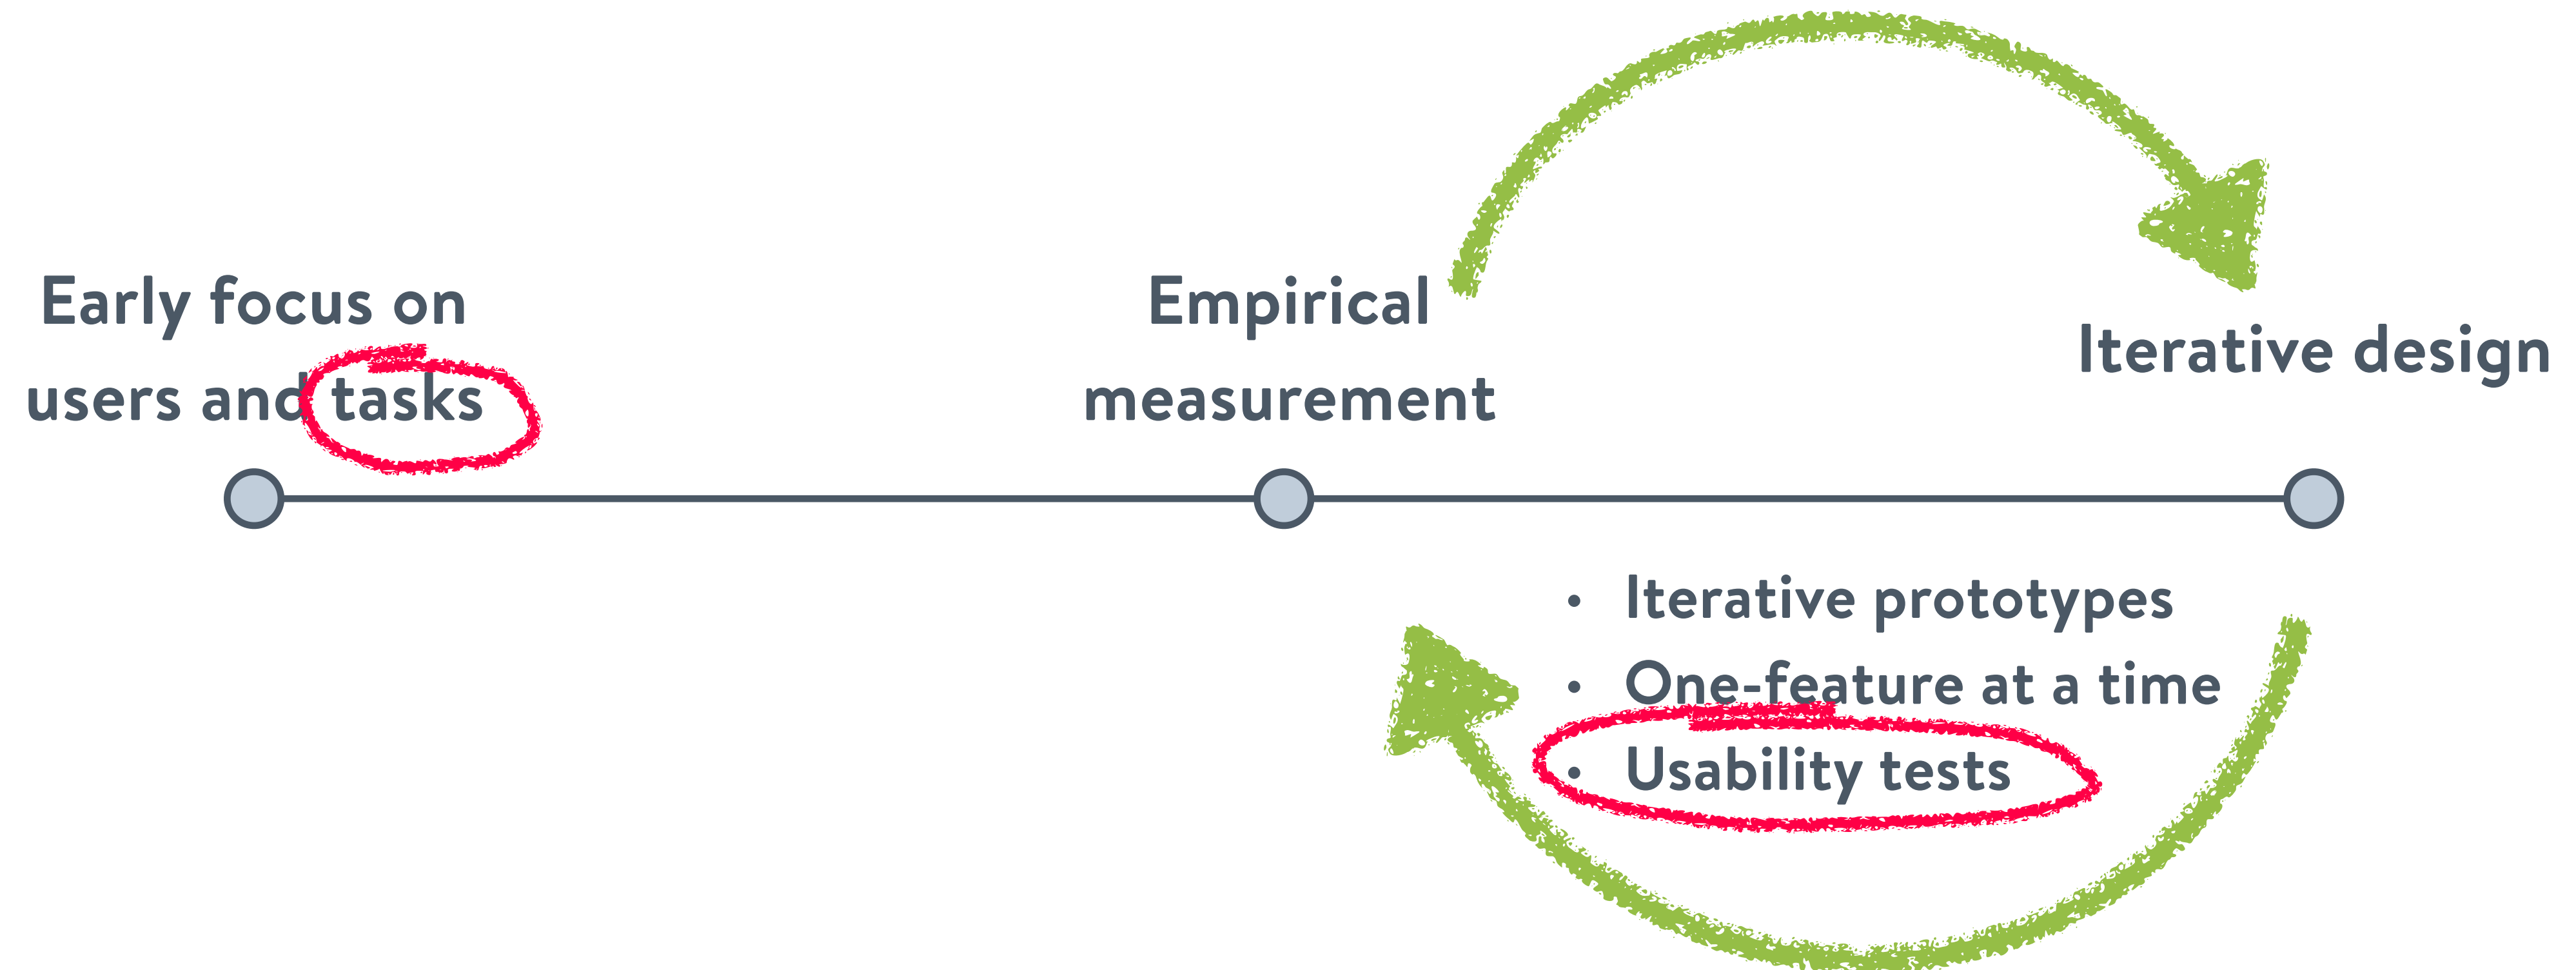 Early focus on
users and tasks
Empirical
measurement
Iterative design
• Iterative prototypes
• One-feature at a time
• Usability tests